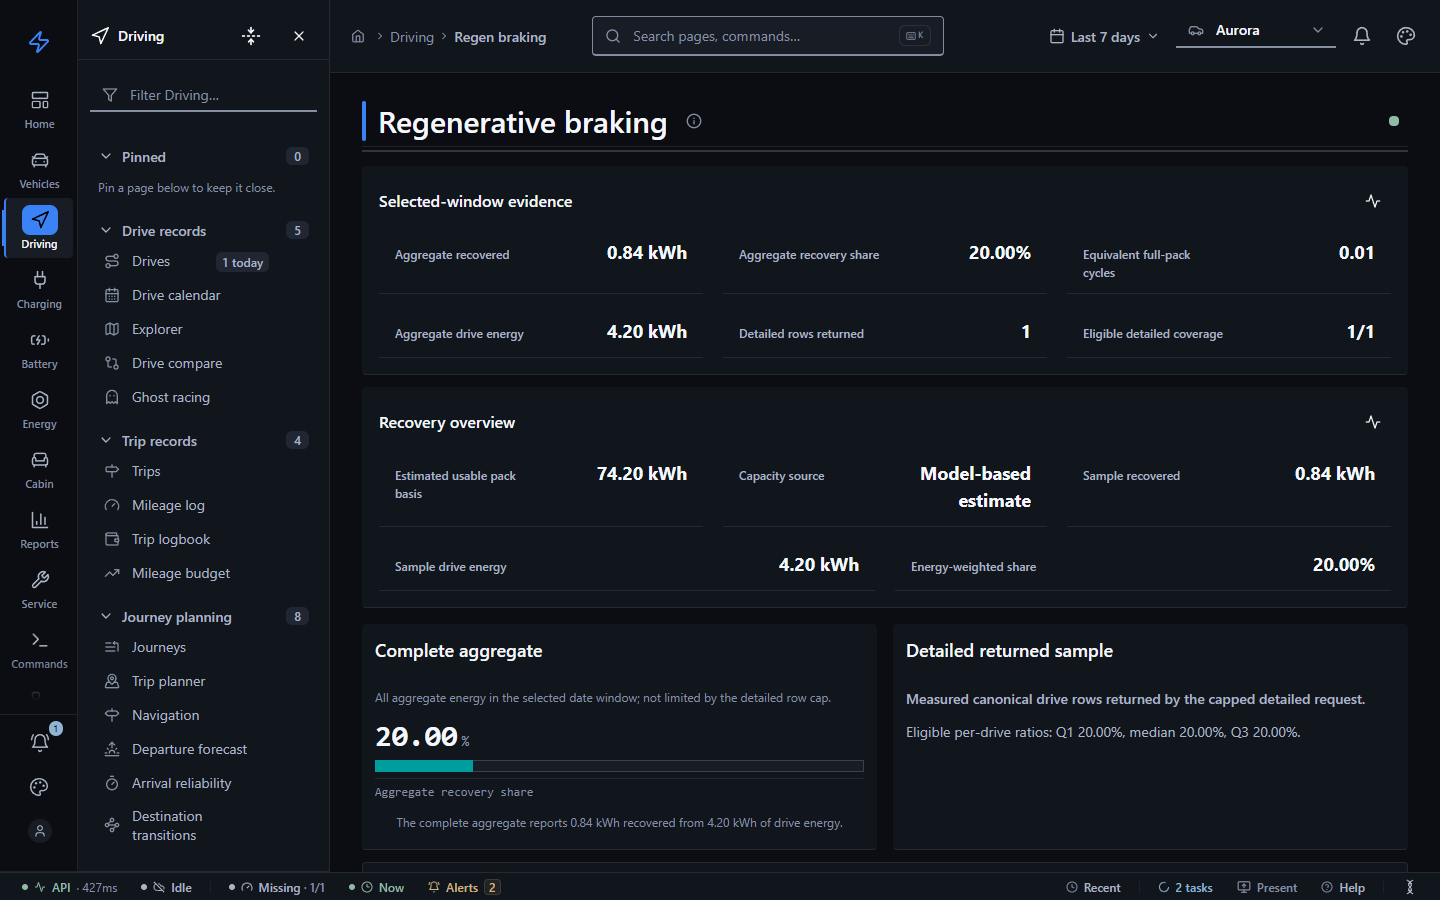 Driving
Driving
Regen braking
Search pages, commands...
K
Last 7 days
Aurora
Home
Vehicles
Driving
Charging
Battery
Energy
Cabin
Reports
Service
Commands
1
Filter Driving...
Pinned
0
Pin a page below to keep it close.
Drive records
5
Drives
1 today
Drive calendar
Explorer
Drive compare
Ghost racing
Trip records
4
Trips
Mileage log
Trip logbook
Mileage budget
Journey planning
8
Journeys
Trip planner
Navigation
Departure forecast
Arrival reliability
Destination
transitions
Regenerative braking
Selected-window evidence
Aggregate recovered
0.84 kWh
Aggregate recovery share
20.00%
Equivalent full-pack
cycles
0.01
Aggregate drive energy
4.20 kWh
Detailed rows returned
1
Eligible detailed coverage
1/1
Recovery overview
Estimated usable pack
basis
74.20 kWh
Capacity source
Model-based
estimate
Sample recovered
0.84 kWh
Sample drive energy
4.20 kWh
Energy-weighted share
20.00%
Complete aggregate
All aggregate energy in the selected date window; not limited by the detailed row cap.
20.00 %
Aggregate recovery share
The complete aggregate reports 0.84 kWh recovered from 4.20 kWh of drive energy.
Detailed returned sample
Measured canonical drive rows returned by the capped detailed request.
Eligible per-drive ratios: Q1 20.00%, median 20.00%, Q3 20.00%.
API · 427ms
Idle
Missing · 1/1
Now
Alerts 2
Recent
2 tasks
Present
Help